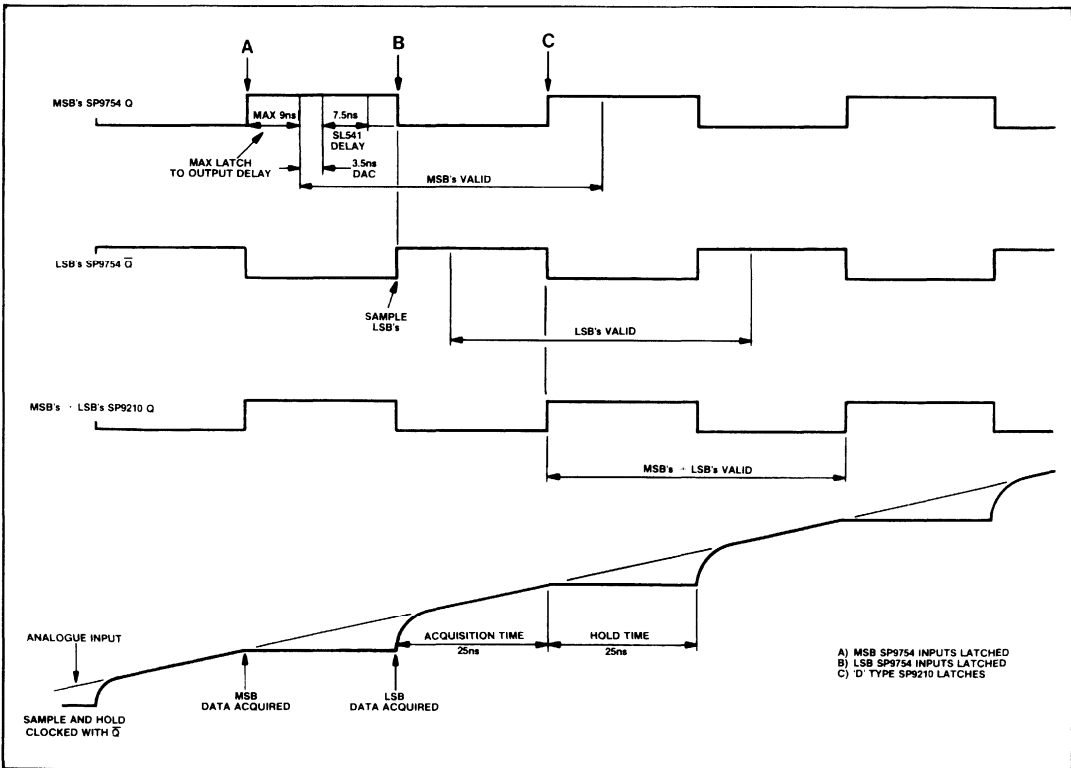 A
B
C
MSB's SP9754 Q
MAX 9ns
7.5ns
SL541
DELAY
MAX LATCH
TO OUTPUT DELAY
3.5ns
DAC
MSB's VALID
LSB's SP9754 Q̅
SAMPLE
LSB's
LSB's VALID
MSB's + LSB's SP9210 Q
MSB's + LSB's VALID
ANALOGUE INPUT
ACQUISITION TIME
25ns
HOLD TIME
25ns
MSB
DATA ACQUIRED
LSB
DATA ACQUIRED
SAMPLE AND HOLD
CLOCKED WITH Q̅
A) MSB SP9754 INPUTS LATCHED
B) LSB SP9754 INPUTS LATCHED
C) 'D' TYPE SP9210 LATCHES